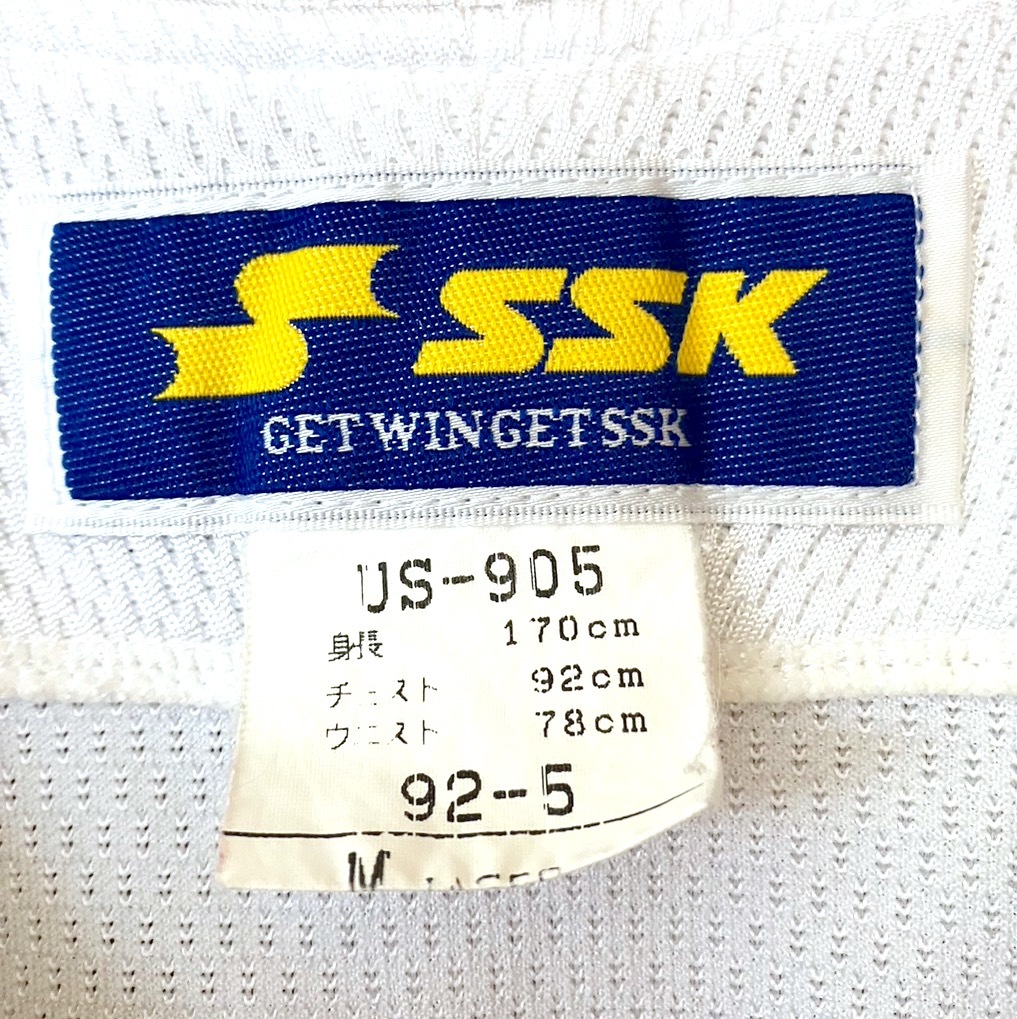 SSK
GET WIN GET SSK
US-905
身長 170cm
チェスト 92cm
ウエスト 78cm
92-5
M